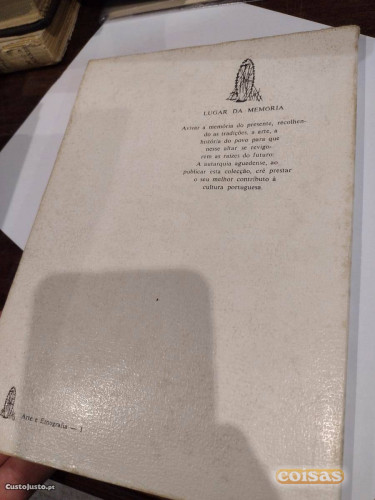 LUGAR DA MEMÓRIA
Avivar a memória do presente, recolhen-
do as tradições, a arte, a
história do povo para que
nesse altar se revigo-
rem as raízes do futuro.
A autarquia aguedense, ao
publicar esta colecção, crê prestar
o seu melhor contributo à
cultura portuguesa.
Arte e Etnografia — 1
CustoJusto.pt
coisas